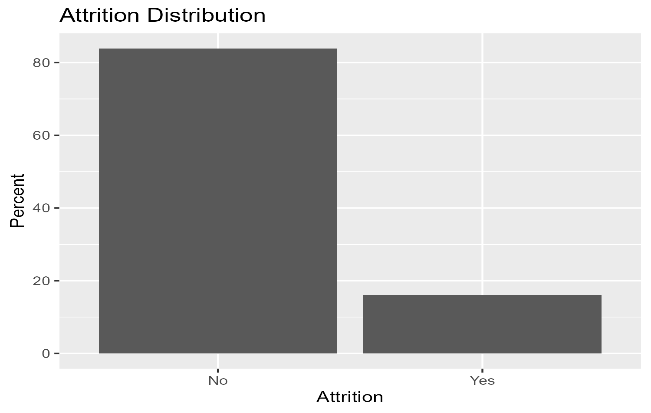 Attrition Distribution
80
60
40
20
0
Percent
No Yes
Attrition